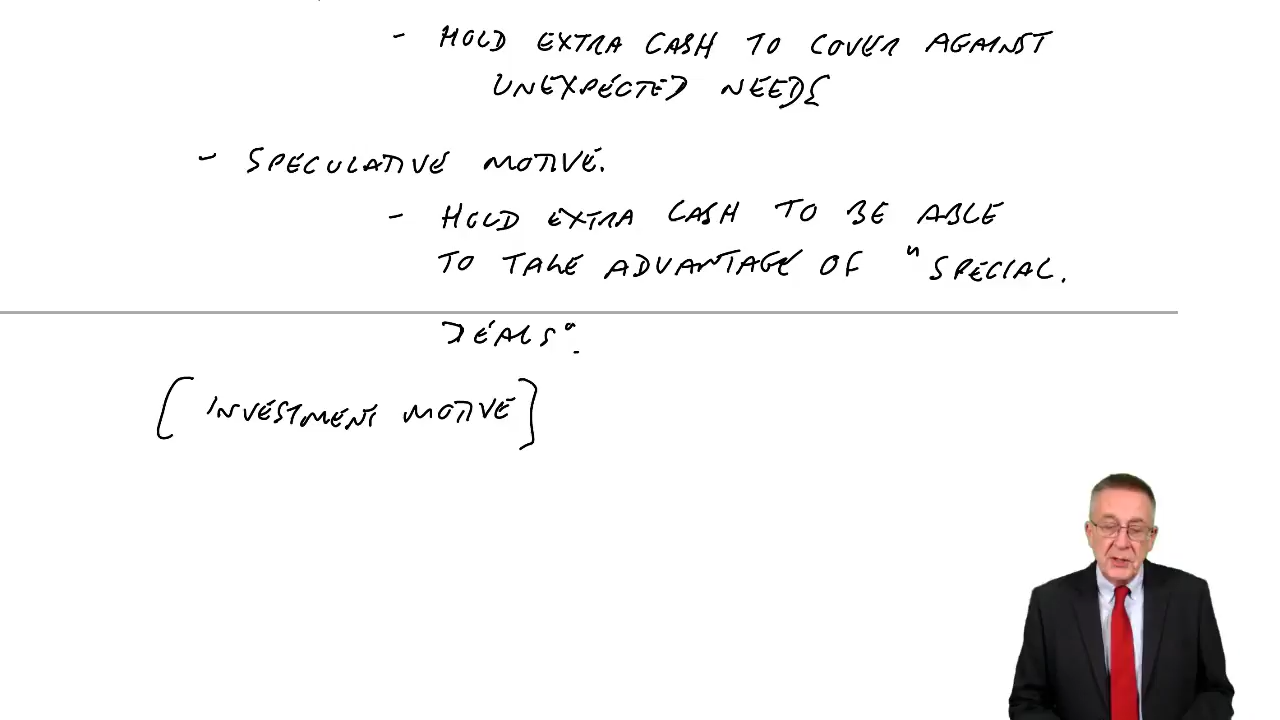 - HOLD EXTRA CASH TO COVER AGAINST
UNEXPECTED NEEDS
- SPECULATIVE MOTIVE.
- HOLD EXTRA CASH TO BE ABLE
TO TAKE ADVANTAGE OF "SPECIAL.
DEALS".
[INVESTMENT MOTIVE]